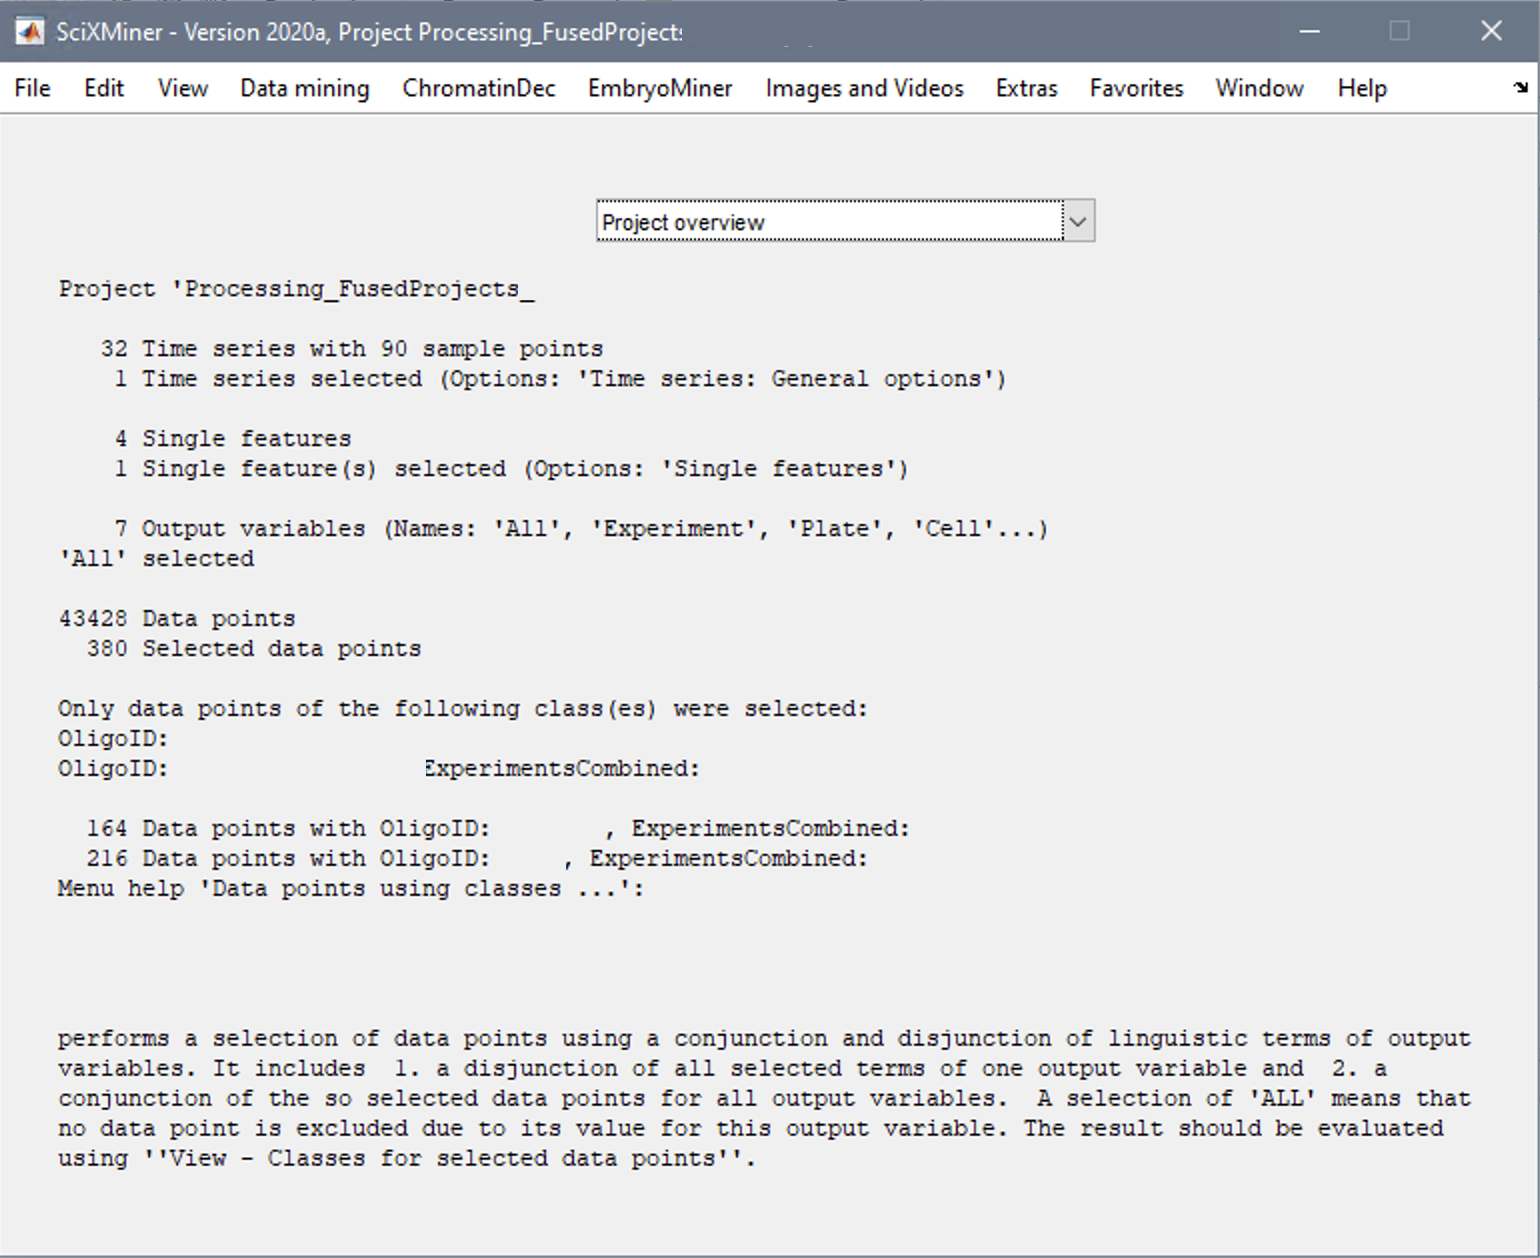 SciXMiner - Version 2020a, Project Processing_FusedProjects
File Edit View Data mining ChromatinDec EmbryoMiner Images and Videos Extras Favorites Window Help
Project overview
Project 'Processing_FusedProjects_
32 Time series with 90 sample points
1 Time series selected (Options: 'Time series: General options')
4 Single features
1 Single feature(s) selected (Options: 'Single features')
7 Output variables (Names: 'All', 'Experiment', 'Plate', 'Cell'...)
'All' selected
43428 Data points
380 Selected data points
Only data points of the following class(es) were selected:
OligoID:
OligoID: ExperimentsCombined:
164 Data points with OligoID: , ExperimentsCombined:
216 Data points with OligoID: , ExperimentsCombined:
Menu help 'Data points using classes ...':
performs a selection of data points using a conjunction and disjunction of linguistic terms of output
variables. It includes 1. a disjunction of all selected terms of one output variable and 2. a
conjunction of the so selected data points for all output variables. A selection of 'ALL' means that
no data point is excluded due to its value for this output variable. The result should be evaluated
using ''View - Classes for selected data points''.